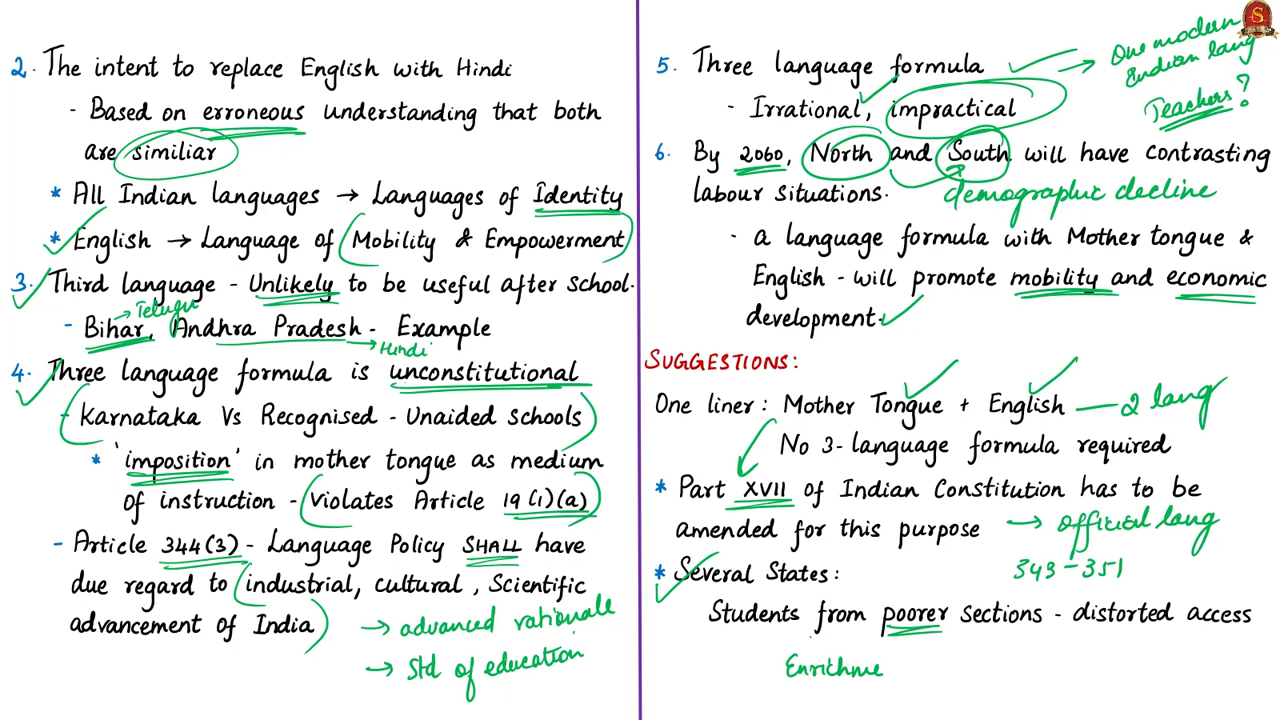 2. The intent to replace English with Hindi
- Based on erroneous understanding that both
are similiar
* All Indian languages → Languages of Identity
* English → Language of Mobility & Empowerment
3. Third language - Unlikely to be useful after school.
→ Telugu
- Bihar, Andhra Pradesh - Example
→ Hindi
4. Three language formula is unconstitutional
- Karnataka Vs Recognised - Unaided schools
* 'imposition' in mother tongue as medium
of instruction - violates Article 19(1)(a)
- Article 344(3) - Language Policy SHALL have
due regard to industrial, cultural, Scientific
advancement of India
→ advanced rationale
→ Std of education
5. Three language formula
→ One modern
Indian lang
Teachers?
- Irrational, impractical
6. By 2060, North and South will have contrasting
labour situations.
demographic decline
- a language formula with Mother tongue &
English - will promote mobility and economic
development.
SUGGESTIONS:
One liner: Mother Tongue + English — 2 lang
No 3-language formula required
* Part XVII of Indian Constitution has to be
amended for this purpose → official lang
343-351
* Several States:
Students from poorer sections - distorted access
Enrichme
S